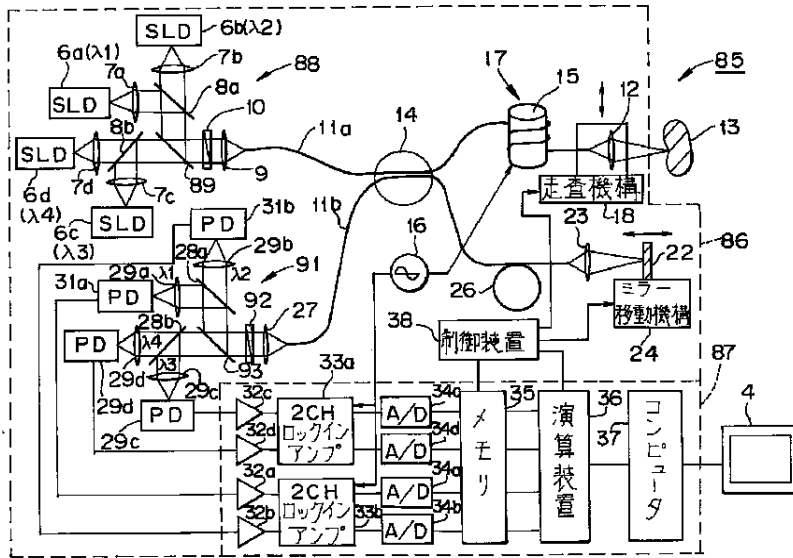 6b(λ2)
SLD
7b
88
6a(λ1)
7a
SLD
8a
10
8b
SLD
7d
6d
(λ4)
7c
89
9
SLD
6c
(λ3)
11a
14
17
15
12
85
13
走査機構
18
11b
PD
31b
28a
29b
λ2
91
29a
λ1
31a
PD
28b
92
27
16
23
22
86
26
ミラー
移動機構
24
PD
λ4
29d
λ3
29c
93
29d
PD
29c
38
制御装置
33a
32c
2CH
ロックイン
アンプ
32d
34c
A/D
34d
A/D
35
メモリ
36
演算装置
37
コンピュータ
87
4
32a
2CH
ロックイン
アンプ
33b
32b
34a
A/D
34b
A/D